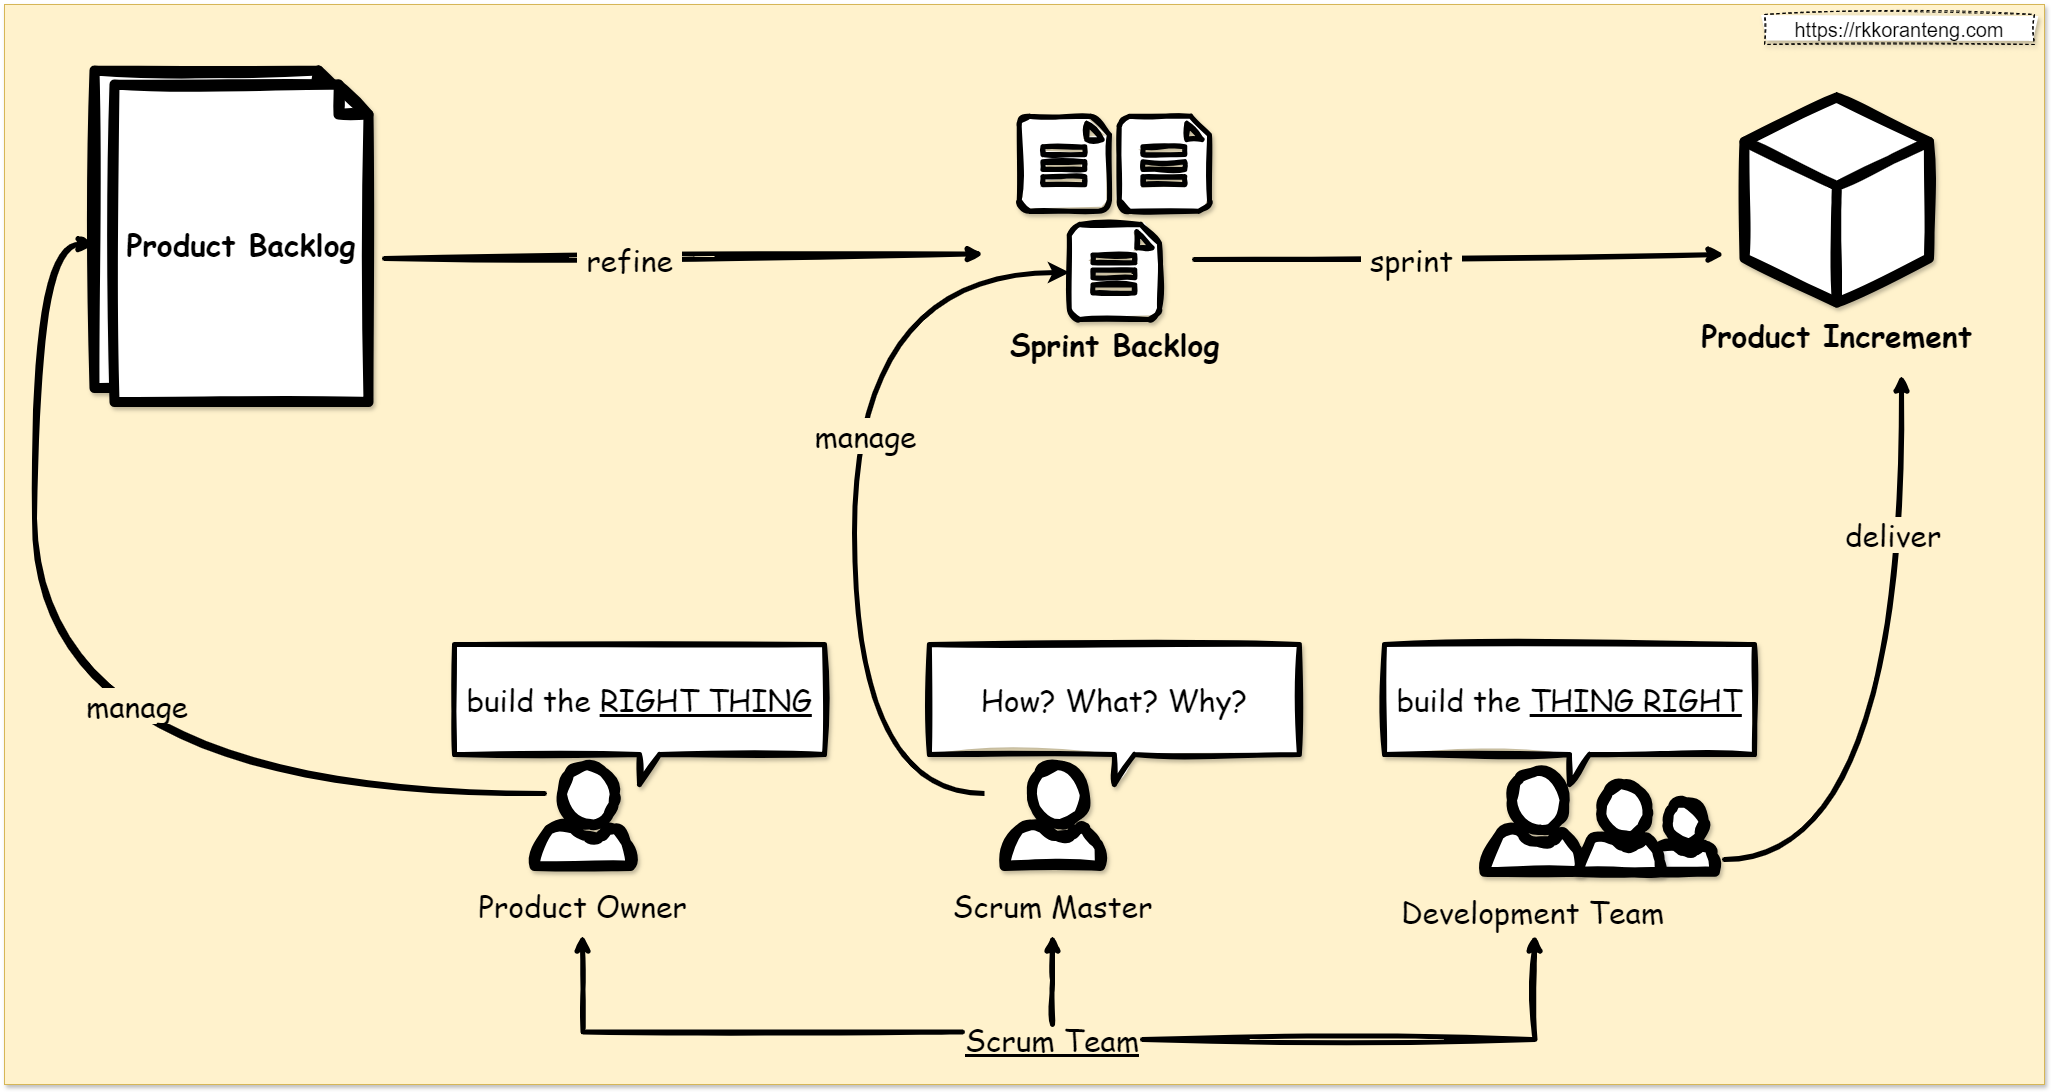 https://rkkoranteng.com
Product Backlog
refine
sprint
Sprint Backlog
Product Increment
manage
deliver
manage
build the RIGHT THING
How? What? Why?
build the THING RIGHT
Product Owner
Scrum Master
Development Team
Scrum Team